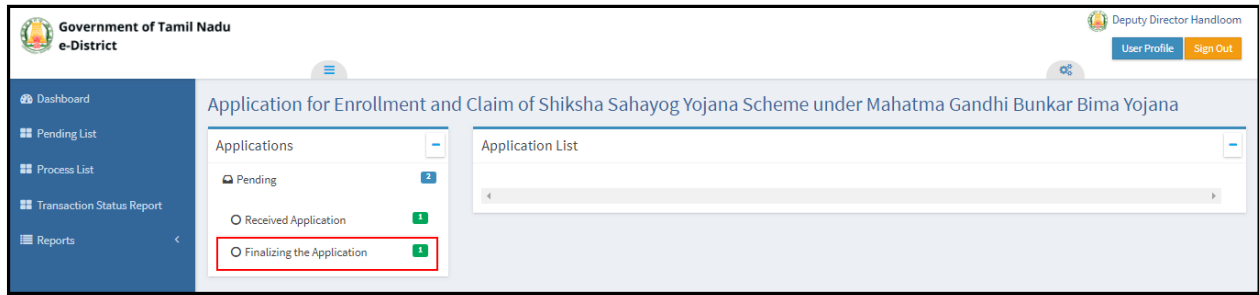 Government of Tamil Nadu
e-District
Deputy Director Handloom
User Profile
Sign Out
Dashboard
Pending List
Process List
Transaction Status Report
Reports
Application for Enrollment and Claim of Shiksha Sahayog Yojana Scheme under Mahatma Gandhi Bunkar Bima Yojana
Applications
Pending 2
Received Application 1
Finalizing the Application 1
Application List